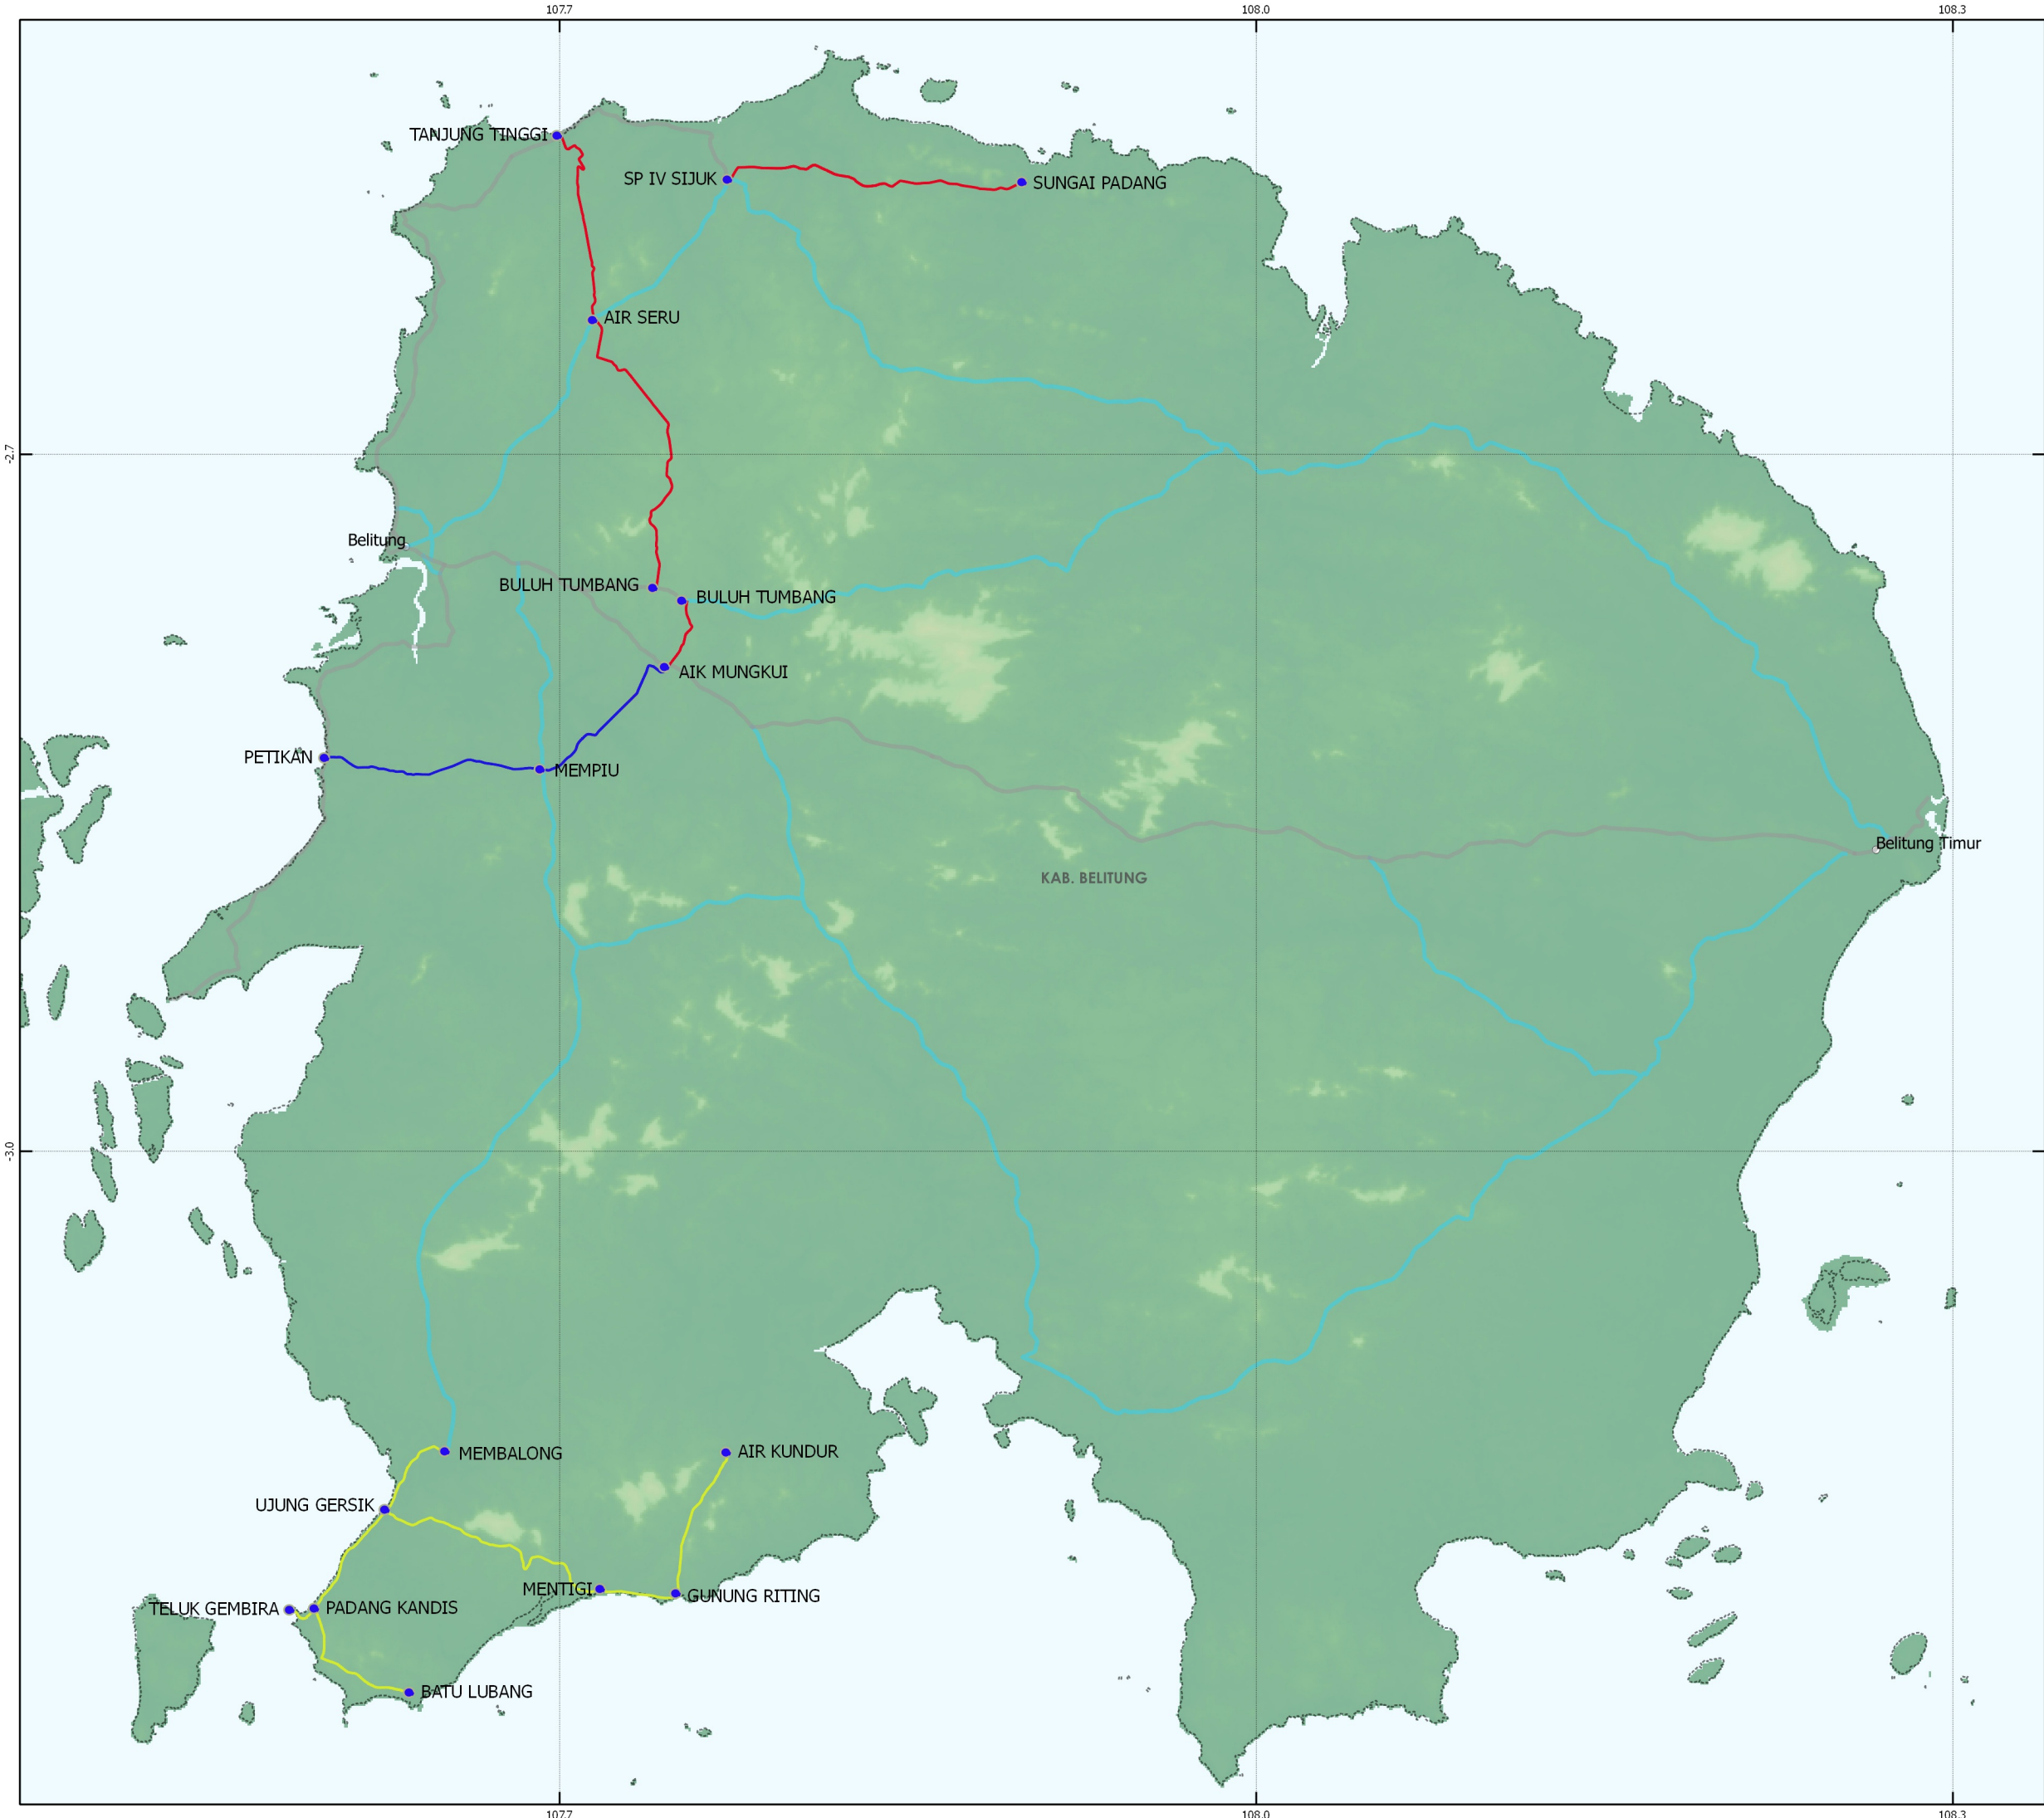 107.7
108.0
108.3
TANJUNG TINGGI
SP IV SIJUK
SUNGAI PADANG
AIR SERU
-2.7
Belitung
BULUH TUMBANG
BULUH TUMBANG
AIK MUNGKUI
PETIKAN
MEMPIU
Belitung Timur
KAB. BELITUNG
-3.0
MEMBALONG
AIR KUNDUR
UJUNG GERSIK
MENTIGI
GUNUNG RITING
TELUK GEMBIRA
PADANG KANDIS
BATU LUBANG
107.7
108.0
108.3